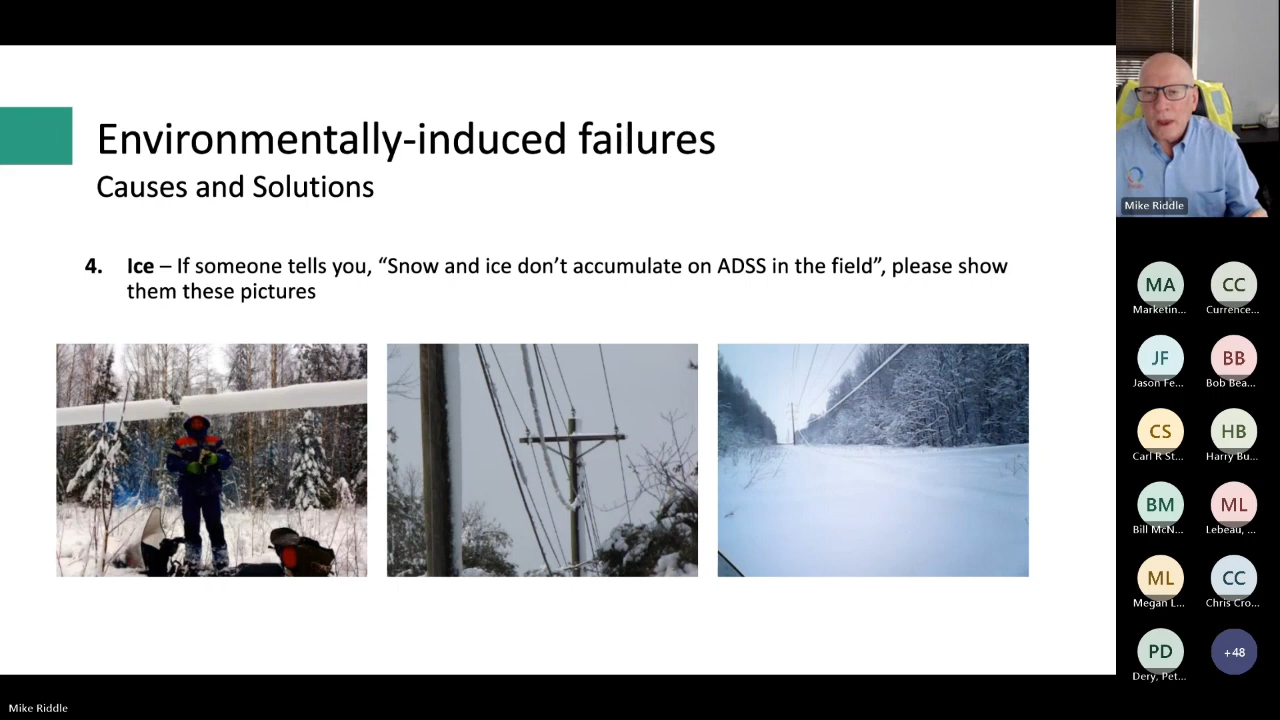 Environmentally-induced failures
Causes and Solutions
4. Ice – If someone tells you, “Snow and ice don’t accumulate on ADSS in the field”, please show
them these pictures
Mike Riddle
MA
CC
Marketin...
Currence...
JF
BB
Jason Fe...
Bob Bea...
CS
HB
Carl R St...
Harry Bu...
BM
ML
Bill McN...
Lebeau, ...
ML
CC
Megan L...
Chris Cro...
PD
+48
Dery, Pet...
Mike Riddle